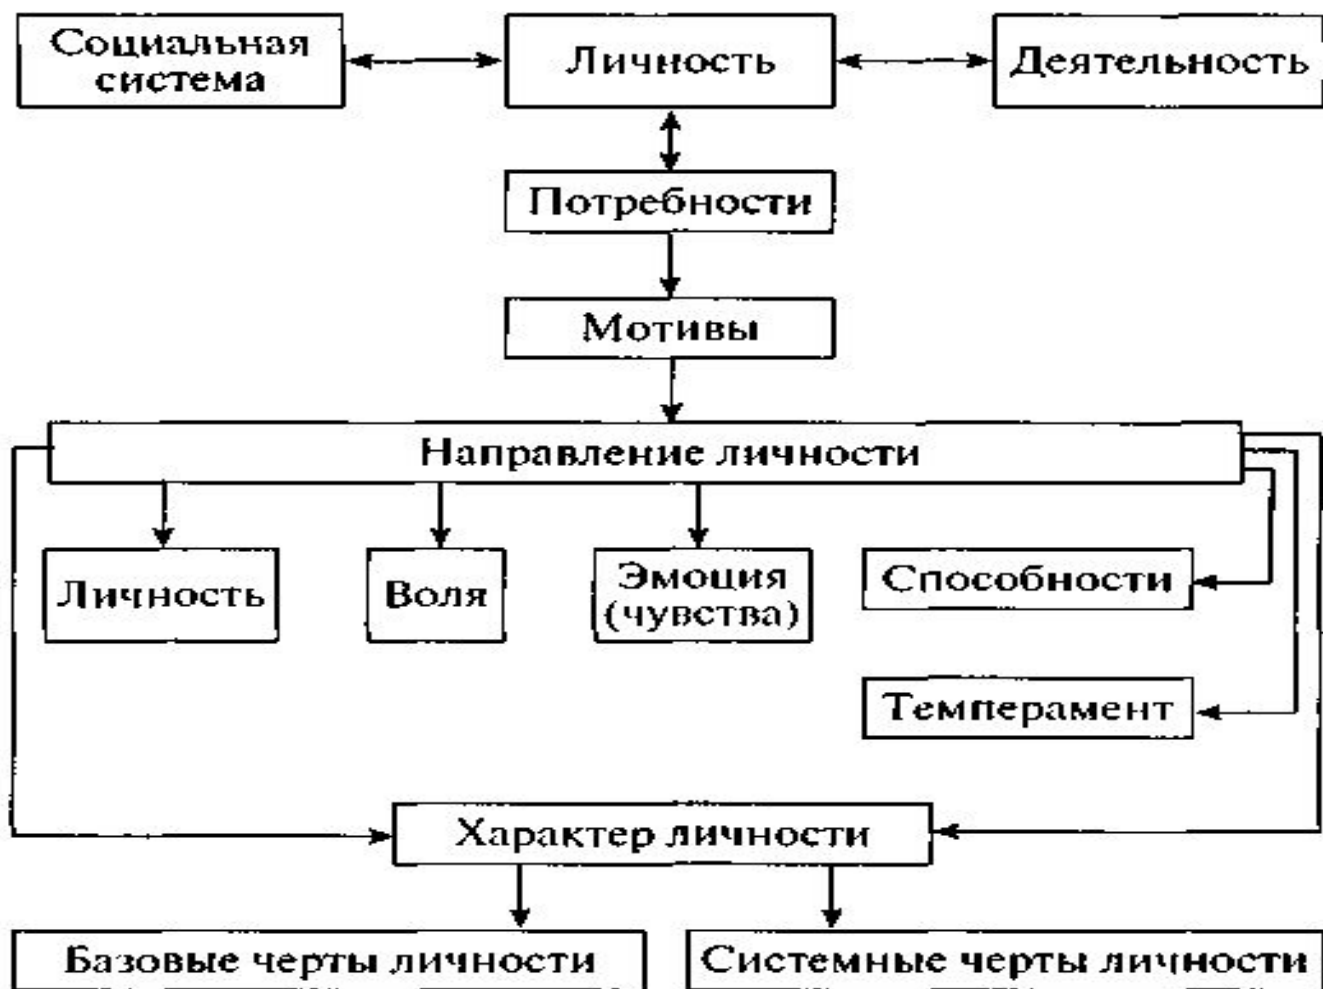 Социальная
система
Личность
Деятельность
Потребности
Мотивы
Направление личности
Личность
Воля
Эмоция
(чувства)
Способности
Темперамент
Характер личности
Базовые черты личности
Системные черты личности